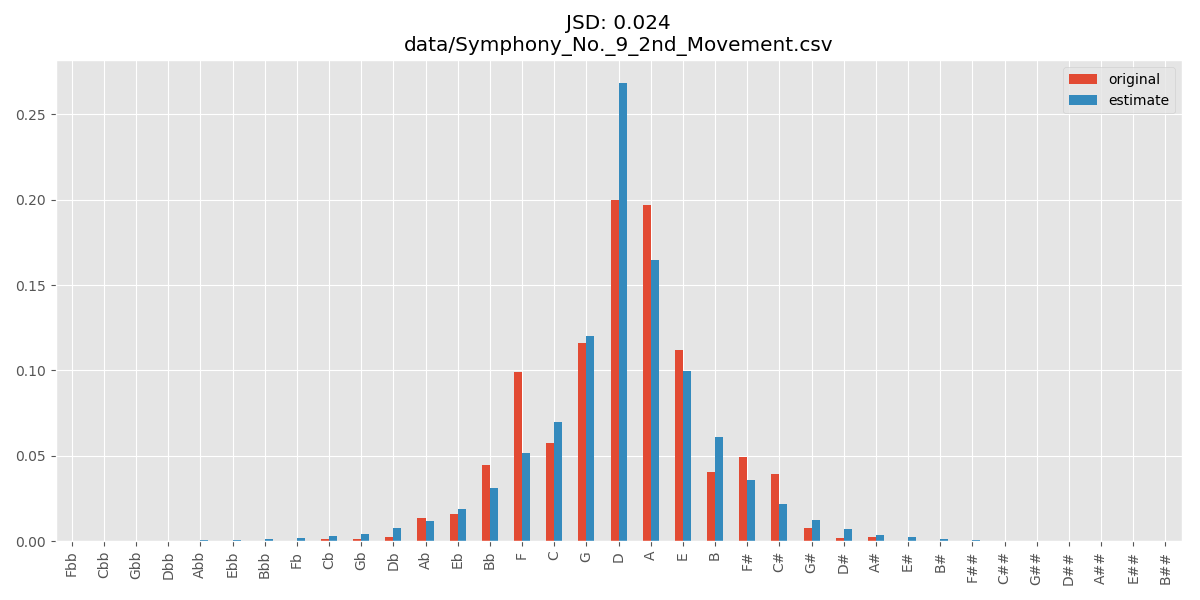 JSD: 0.024
data/Symphony_No._9_2nd_Movement.csv
original
estimate
0.25
0.20
0.15
0.10
0.05
0.00
Fbb Cbb Gbb Dbb Abb Ebb Bbb Fb Cb Gb Db Ab Eb Bb F C G D A E B F# C# G# D# A# E# B# F## C## G## D## A## E## B##